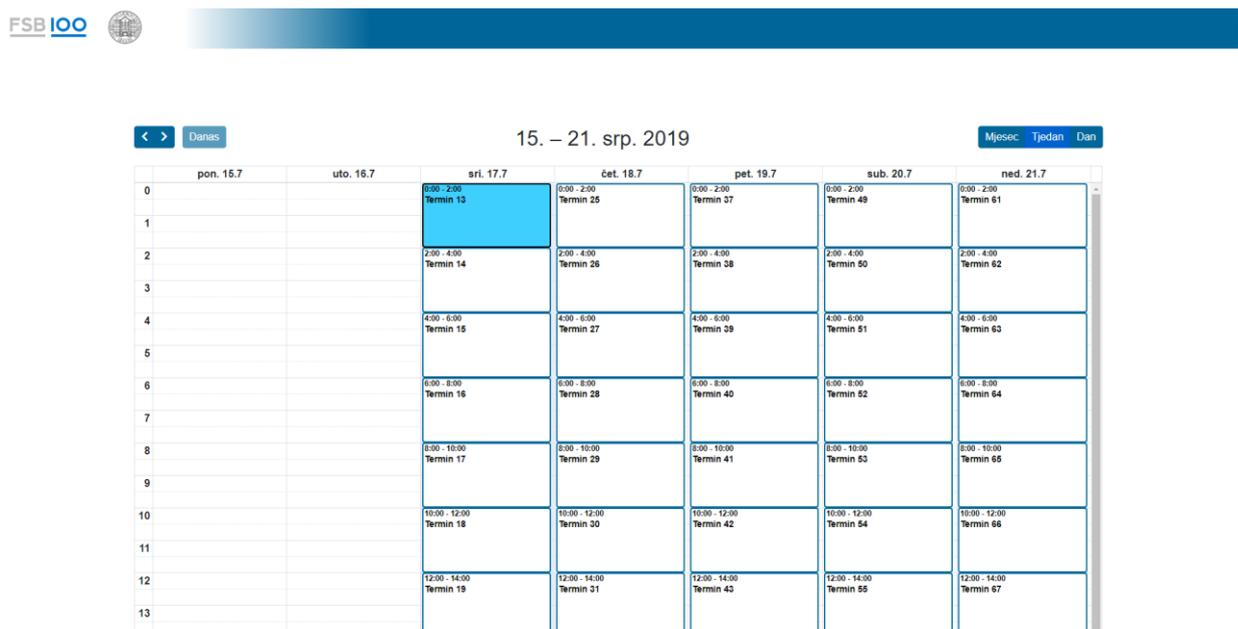 FSB 100
Danas
15. – 21. srp. 2019
Mjesec Tjedan Dan
pon. 15.7 uto. 16.7 sri. 17.7 čet. 18.7 pet. 19.7 sub. 20.7 ned. 21.7
0
0:00 - 2:00 0:00 - 2:00 0:00 - 2:00 0:00 - 2:00 0:00 - 2:00
Termin 13 Termin 25 Termin 37 Termin 49 Termin 61
1
2
2:00 - 4:00 2:00 - 4:00 2:00 - 4:00 2:00 - 4:00 2:00 - 4:00
Termin 14 Termin 26 Termin 38 Termin 50 Termin 62
3
4
4:00 - 6:00 4:00 - 6:00 4:00 - 6:00 4:00 - 6:00 4:00 - 6:00
Termin 15 Termin 27 Termin 39 Termin 51 Termin 63
5
6
6:00 - 8:00 6:00 - 8:00 6:00 - 8:00 6:00 - 8:00 6:00 - 8:00
Termin 16 Termin 28 Termin 40 Termin 52 Termin 64
7
8
8:00 - 10:00 8:00 - 10:00 8:00 - 10:00 8:00 - 10:00 8:00 - 10:00
Termin 17 Termin 29 Termin 41 Termin 53 Termin 65
9
10
10:00 - 12:00 10:00 - 12:00 10:00 - 12:00 10:00 - 12:00 10:00 - 12:00
Termin 18 Termin 30 Termin 42 Termin 54 Termin 66
11
12
12:00 - 14:00 12:00 - 14:00 12:00 - 14:00 12:00 - 14:00 12:00 - 14:00
Termin 19 Termin 31 Termin 43 Termin 55 Termin 67
13